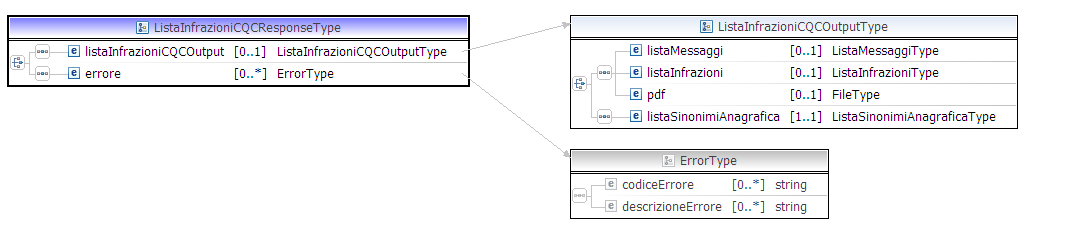 ListaInfrazioniCQCResponseType
e listaInfrazioniCQCOutput [0..1] ListaInfrazioniCQCOutputType
e errore [0..*] ErrorType
ListaInfrazioniCQCOutputType
e listaMessaggi [0..1] ListaMessaggiType
e listaInfrazioni [0..1] ListaInfrazioniType
e pdf [0..1] FileType
e listaSinonimiAnagrafica [1..1] ListaSinonimiAnagraficaType
ErrorType
e codiceErrore [0..*] string
e descrizioneErrore [0..*] string